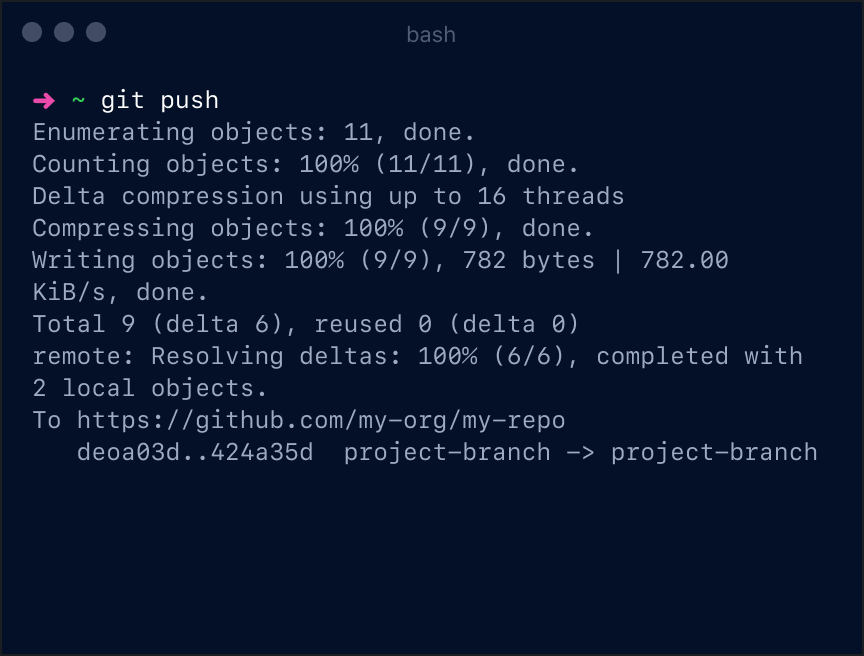 bash
➜ ~ git push
Enumerating objects: 11, done.
Counting objects: 100% (11/11), done.
Delta compression using up to 16 threads
Compressing objects: 100% (9/9), done.
Writing objects: 100% (9/9), 782 bytes | 782.00
KiB/s, done.
Total 9 (delta 6), reused 0 (delta 0)
remote: Resolving deltas: 100% (6/6), completed with
2 local objects.
To https://github.com/my-org/my-repo
   deoa03d..424a35d  project-branch -> project-branch